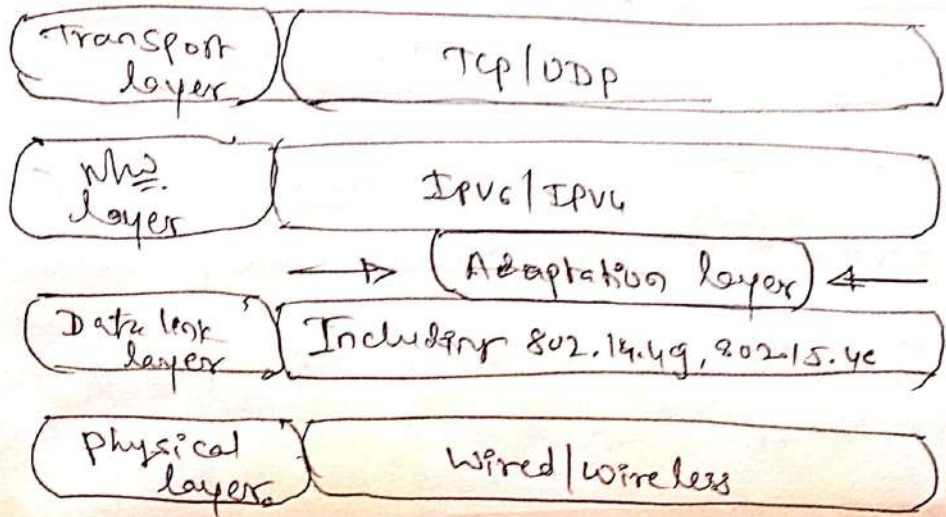 Transport
layer
TCP/UDP
N/w
layer
IPV6/IPV4
Adaptation layer
Data link
layer
Including 802.14.4g, 802.15.4e
physical
layer.
Wired/Wireless